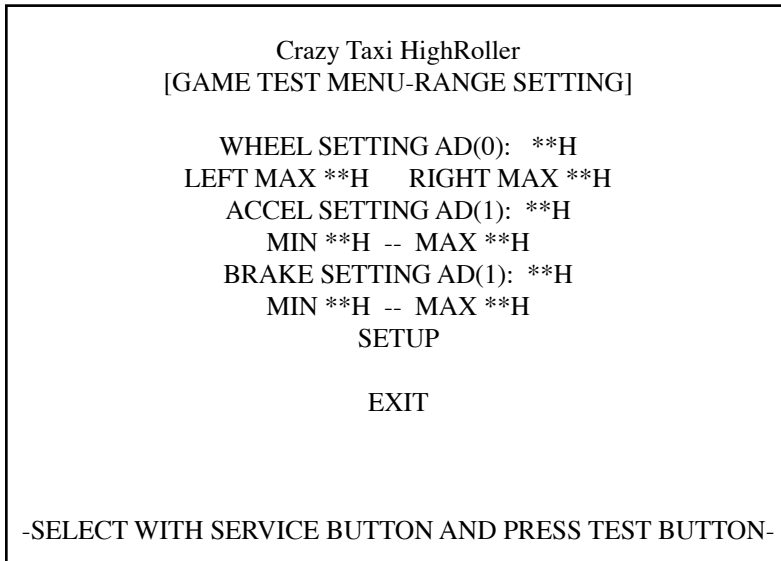 Crazy Taxi HighRoller
[GAME TEST MENU-RANGE SETTING]
WHEEL SETTING AD(0): **H
LEFT MAX **H RIGHT MAX **H
ACCEL SETTING AD(1): **H
MIN **H -- MAX **H
BRAKE SETTING AD(1): **H
MIN **H -- MAX **H
SETUP
EXIT
-SELECT WITH SERVICE BUTTON AND PRESS TEST BUTTON-